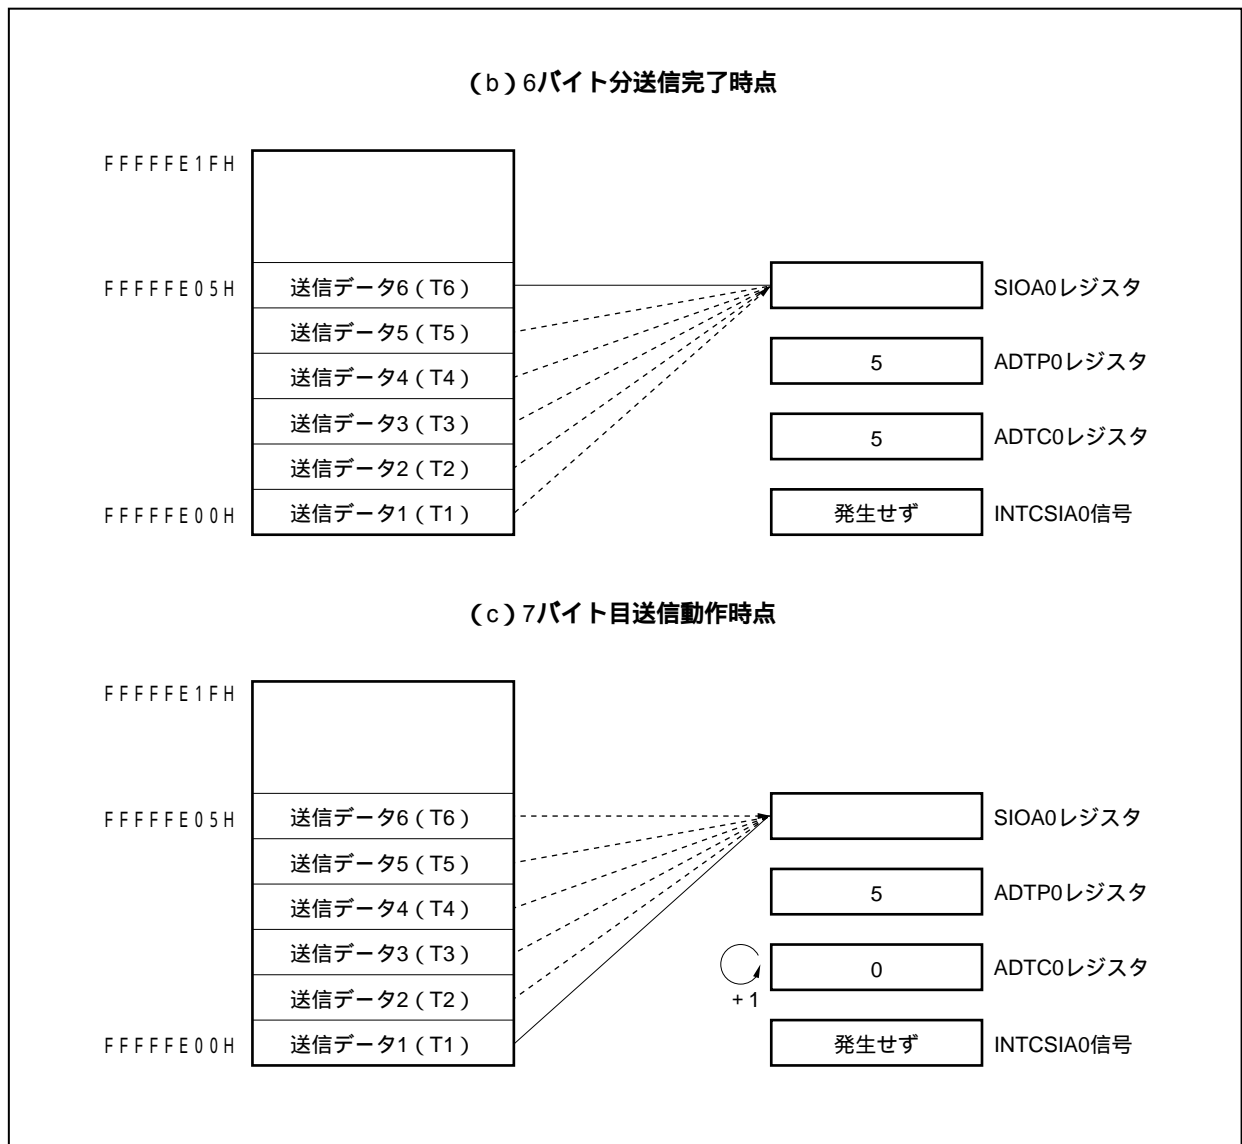 (b)6バイト分送信完了時点
FFFFFE1FH
FFFFFE05H 送信データ6(T6) SIOA0レジスタ
送信データ5(T5)
送信データ4(T4) 5 ADTP0レジスタ
送信データ3(T3)
5 ADTC0レジスタ
送信データ2(T2)
FFFFFE00H 送信データ1(T1) 発生せず INTCSIA0信号
(c)7バイト目送信動作時点
FFFFFE1FH
FFFFFE05H 送信データ6(T6) SIOA0レジスタ
送信データ5(T5)
送信データ4(T4) 5 ADTP0レジスタ
送信データ3(T3)
0 ADTC0レジスタ
送信データ2(T2) +1
FFFFFE00H 送信データ1(T1) 発生せず INTCSIA0信号